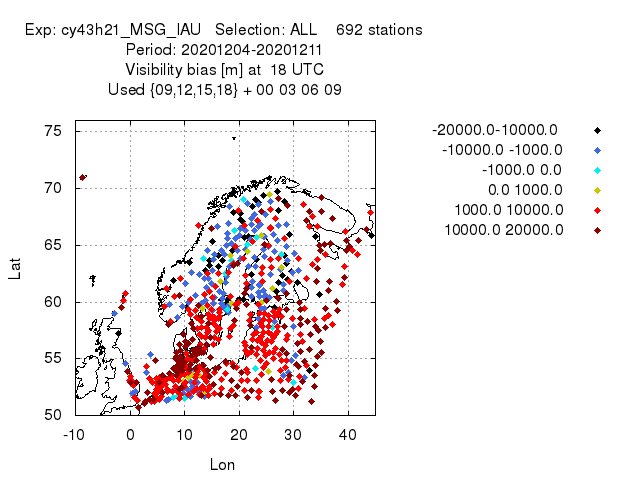 Exp: cy43h21_MSG_IAU   Selection: ALL    692 stations
Period: 20201204-20201211
Visibility bias [m] at  18 UTC
Used {09,12,15,18} + 00 03 06 09
-20000.0-10000.0
-10000.0 -1000.0
-1000.0 0.0
0.0 1000.0
1000.0 10000.0
10000.0 20000.0
75
70
65
60
55
50
Lat
-10 0 10 20 30 40
Lon